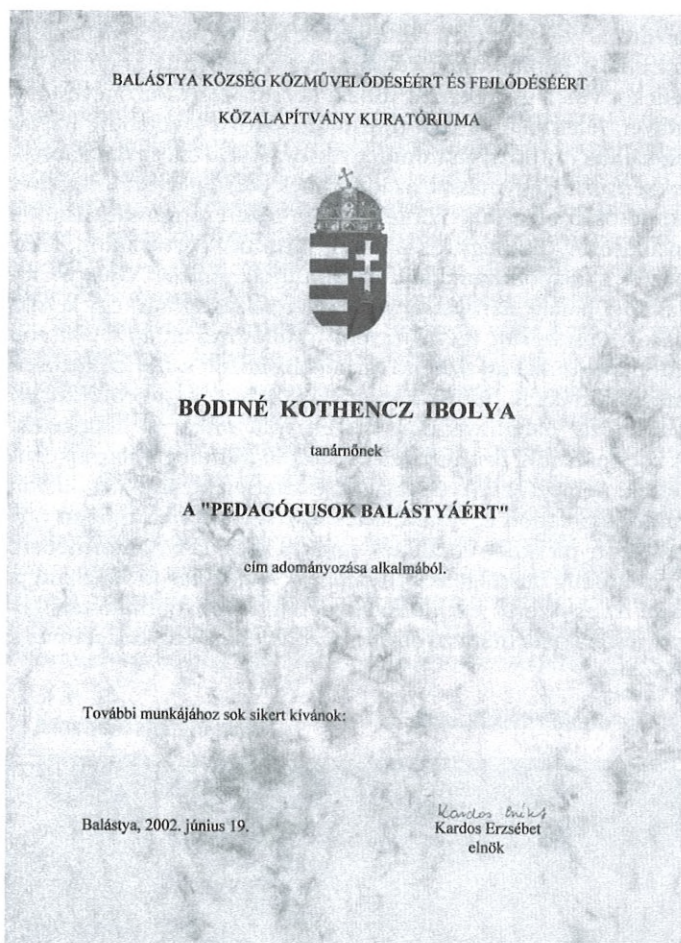 BALÁSTYA KÖZSÉG KÖZMŰVELŐDÉSÉÉRT ÉS FEJLŐDÉSÉÉRT
KÖZALAPÍTVÁNY KURATÓRIUMA
BÓDINÉ KOTHENCZ IBOLYA
tanárnőnek
A "PEDAGÓGUSOK BALÁSTYÁÉRT"
cím adományozása alkalmából.
További munkájához sok sikert kívánok:
Kardos
Balástya, 2002. június 19.
Kardos Erzsébet
elnök